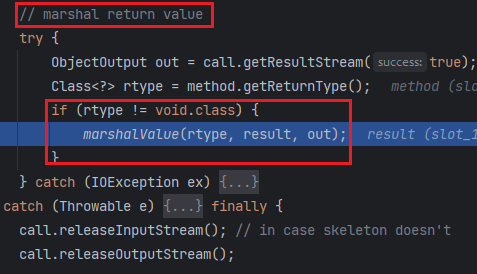 // marshal return value
try {
ObjectOutput out = call.getResultStream( success: true);
Class<?> rtype = method.getReturnType();   method (slo
if (rtype != void.class) {
marshalValue(rtype, result, out);   result (slot_1
}
} catch (IOException ex) {...}
catch (Throwable e) {...} finally {
call.releaseInputStream(); // in case skeleton doesn't
call.releaseOutputStream();